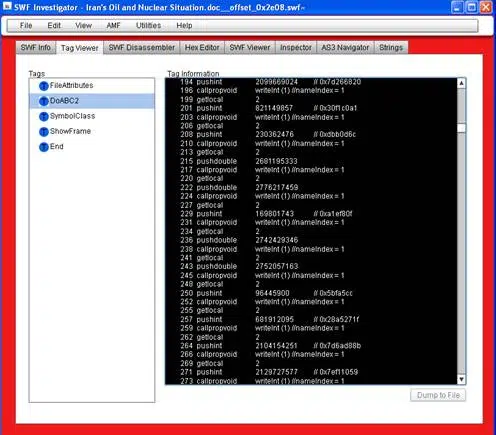 SWF Investigator - Iran's Oil and Nuclear Situation.doc__offset_0x2e08.swf~
File Edit View AMF Utilities Help
SWF Info Tag Viewer SWF Disassembler Hex Editor SWF Viewer Inspector AS3 Navigator Strings
Tags
FileAttributes
DoABC2
SymbolClass
ShowFrame
End
Tag Information
194 pushint 2099669024 // 0x7d266820
196 callpropvoid writeInt (1) //nameIndex = 1
199 getlocal 2
201 pushint 821149857 // 0x30f1c0a1
203 callpropvoid writeInt (1) //nameIndex = 1
206 getlocal 2
208 pushint 230362476 // 0xdbb0d6c
210 callpropvoid writeInt (1) //nameIndex = 1
213 getlocal 2
215 pushdouble 2681195333
217 callpropvoid writeInt (1) //nameIndex = 1
220 getlocal 2
222 pushdouble 2776217459
224 callpropvoid writeInt (1) //nameIndex = 1
227 getlocal 2
229 pushint 169801743 // 0xa1ef80f
231 callpropvoid writeInt (1) //nameIndex = 1
234 getlocal 2
236 pushdouble 2742429346
238 callpropvoid writeInt (1) //nameIndex = 1
241 getlocal 2
243 pushdouble 2752057163
245 callpropvoid writeInt (1) //nameIndex = 1
248 getlocal 2
250 pushint 96445900 // 0x5bfa5cc
252 callpropvoid writeInt (1) //nameIndex = 1
255 getlocal 2
257 pushint 681912095 // 0x28a5271f
259 callpropvoid writeInt (1) //nameIndex = 1
262 getlocal 2
264 pushint 2104154251 // 0x7d6ad88b
266 callpropvoid writeInt (1) //nameIndex = 1
269 getlocal 2
271 pushint 2129727577 // 0x7ef11059
273 callpropvoid writeInt (1) //nameIndex = 1
Dump to File